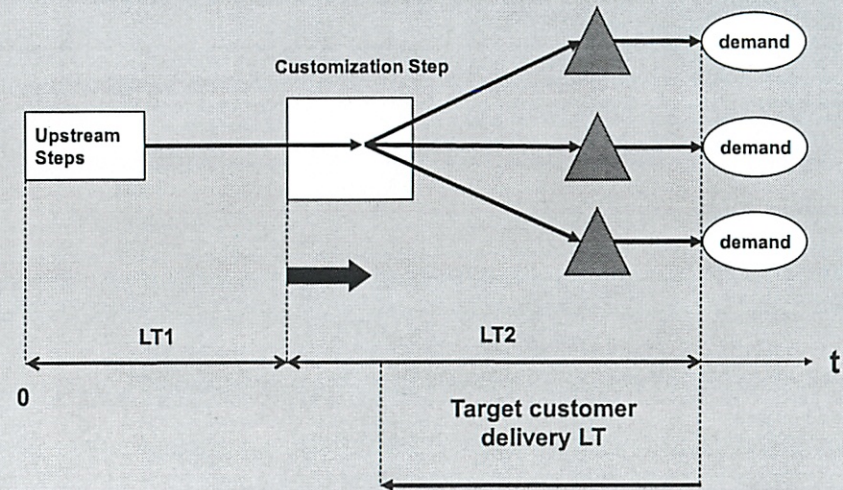 demand
Customization Step
Upstream
Steps
demand
demand
LT1
LT2
t
0
Target customer
delivery LT